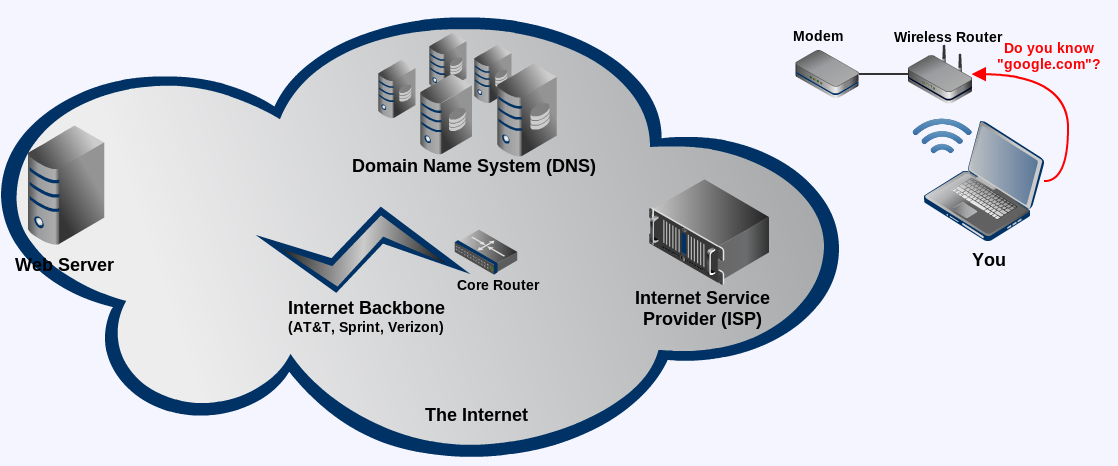 Modem
Wireless Router
Do you know
"google.com"?
Domain Name System (DNS)
Web Server
You
Core Router
Internet Backbone
(AT&T, Sprint, Verizon)
Internet Service
Provider (ISP)
The Internet